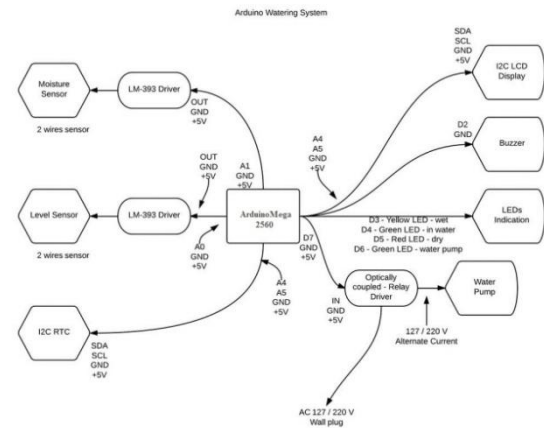 Arduino Watering System
Moisture
Sensor
2 wires sensor
LM-393 Driver
OUT
GND
+5V
A1
GND
+5V
Level Sensor
2 wires sensor
LM-393 Driver
OUT
GND
+5V
A0
GND
+5V
ArduinoMega
2560
I2C RTC
SDA
SCL
GND
+5V
A4
A5
GND
+5V
A4
A5
GND
+5V
SDA
SCL
GND
+5V
I2C LCD
Display
D2
GND
Buzzer
LEDs
Indication
D3 - Yellow LED - wet
D4 - Green LED - in water
D5 - Red LED - dry
D6 - Green LED - water pump
D7
GND
+5V
IN
GND
+5V
Optically
coupled - Relay
Driver
Water
Pump
127 / 220 V
Alternate Current
AC 127 / 220 V
Wall plug